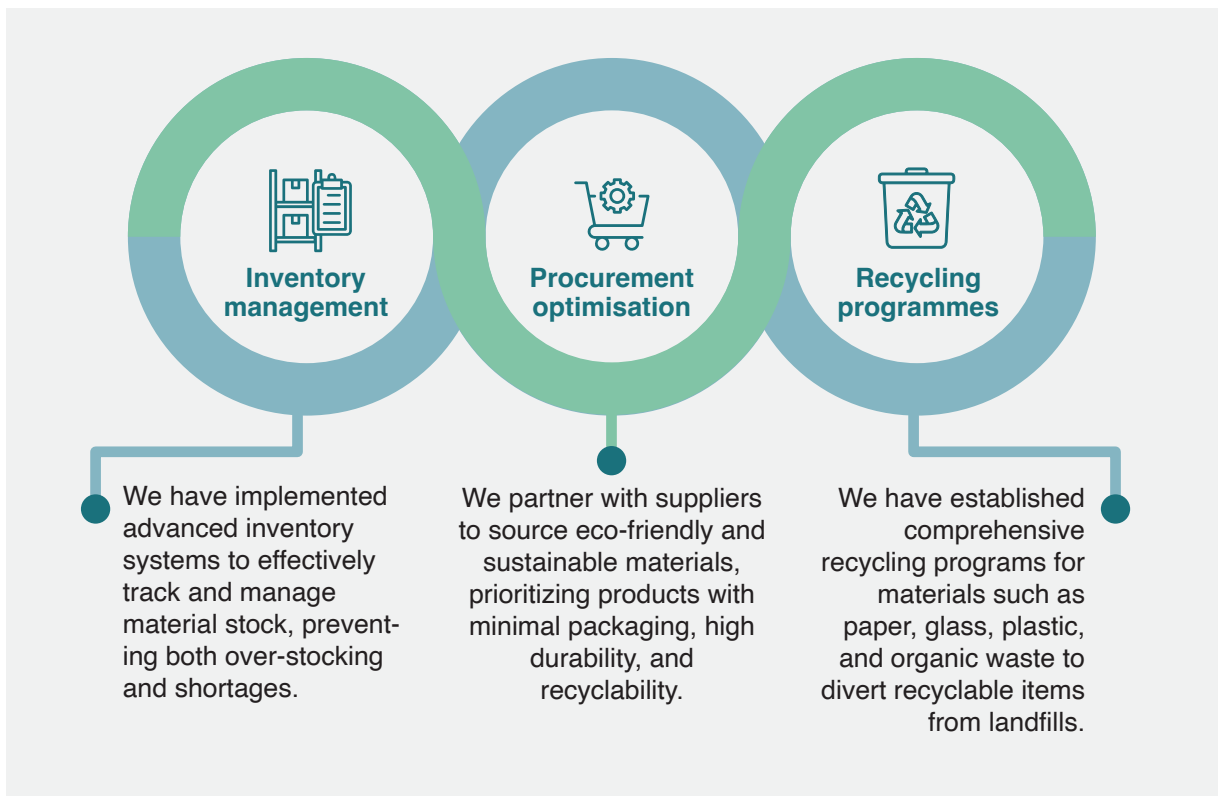 Inventory
management
We have implemented
advanced inventory
systems to effectively
track and manage
material stock, prevent-
ing both over-stocking
and shortages.
Procurement
optimisation
We partner with suppliers
to source eco-friendly and
sustainable materials,
prioritizing products with
minimal packaging, high
durability, and
recyclability.
Recycling
programmes
We have established
comprehensive
recycling programs for
materials such as
paper, glass, plastic,
and organic waste to
divert recyclable items
from landfills.